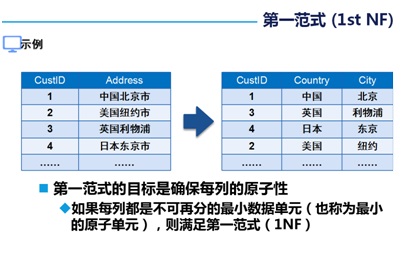 第一范式 (1st NF)
示例
CustID Address
1 中国北京市
2 美国纽约市
3 英国利物浦
4 日本东京市
…… ……
CustID Country City
1 中国 北京
3 英国 利物浦
4 日本 东京
2 美国 纽约
…… …… ……
第一范式的目标是确保每列的原子性
如果每列都是不可再分的最小数据单元（也称为最小
的原子单元），则满足第一范式（1NF）